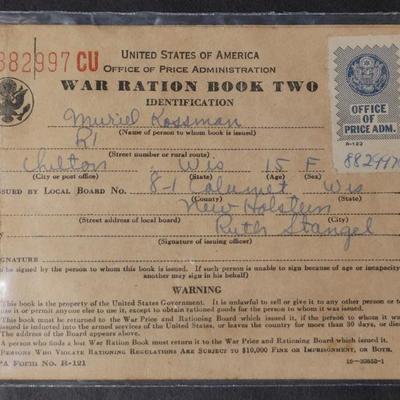 882997 CU
UNITED STATES OF AMERICA
OFFICE OF PRICE ADMINISTRATION
WAR RATION BOOK TWO
IDENTIFICATION
OFFICE
OF
PRICE ADM.
R-122
Muriel Kossman
(Name of person to whom book is issued)
R1
(Street number or rural route)
Chilton Wis 15 F
(City or post office) (State) (Age) (Sex)
ISSUED BY LOCAL BOARD No. 8-1 Calumet Wis
(County) (State)
New Holstein
(Street address of local board) (City)
Ruth Stangel
(Signature of issuing officer)
SIGNATURE
(To be signed by the person to whom this book is issued. If such person is unable to sign because of age or incapacity, another may sign in his behalf)
WARNING
This book is the property of the United States Government. It is unlawful to sell or give it to any other person or to use it or permit anyone else to use it, except to obtain rationed goods for the person to whom it was issued.
This book must be returned to the War Price and Rationing Board which issued it, if the person to whom it was issued is inducted into the armed services of the United States, or leaves the country for more than 30 days, or dies. The address of the Board appears above.
A person who finds a lost War Ration Book must return it to the War Price and Rationing Board which issued it.
PERSONS WHO VIOLATE RATIONING REGULATIONS ARE SUBJECT TO $10,000 FINE OR IMPRISONMENT, OR BOTH.
OPA Form No. R-121